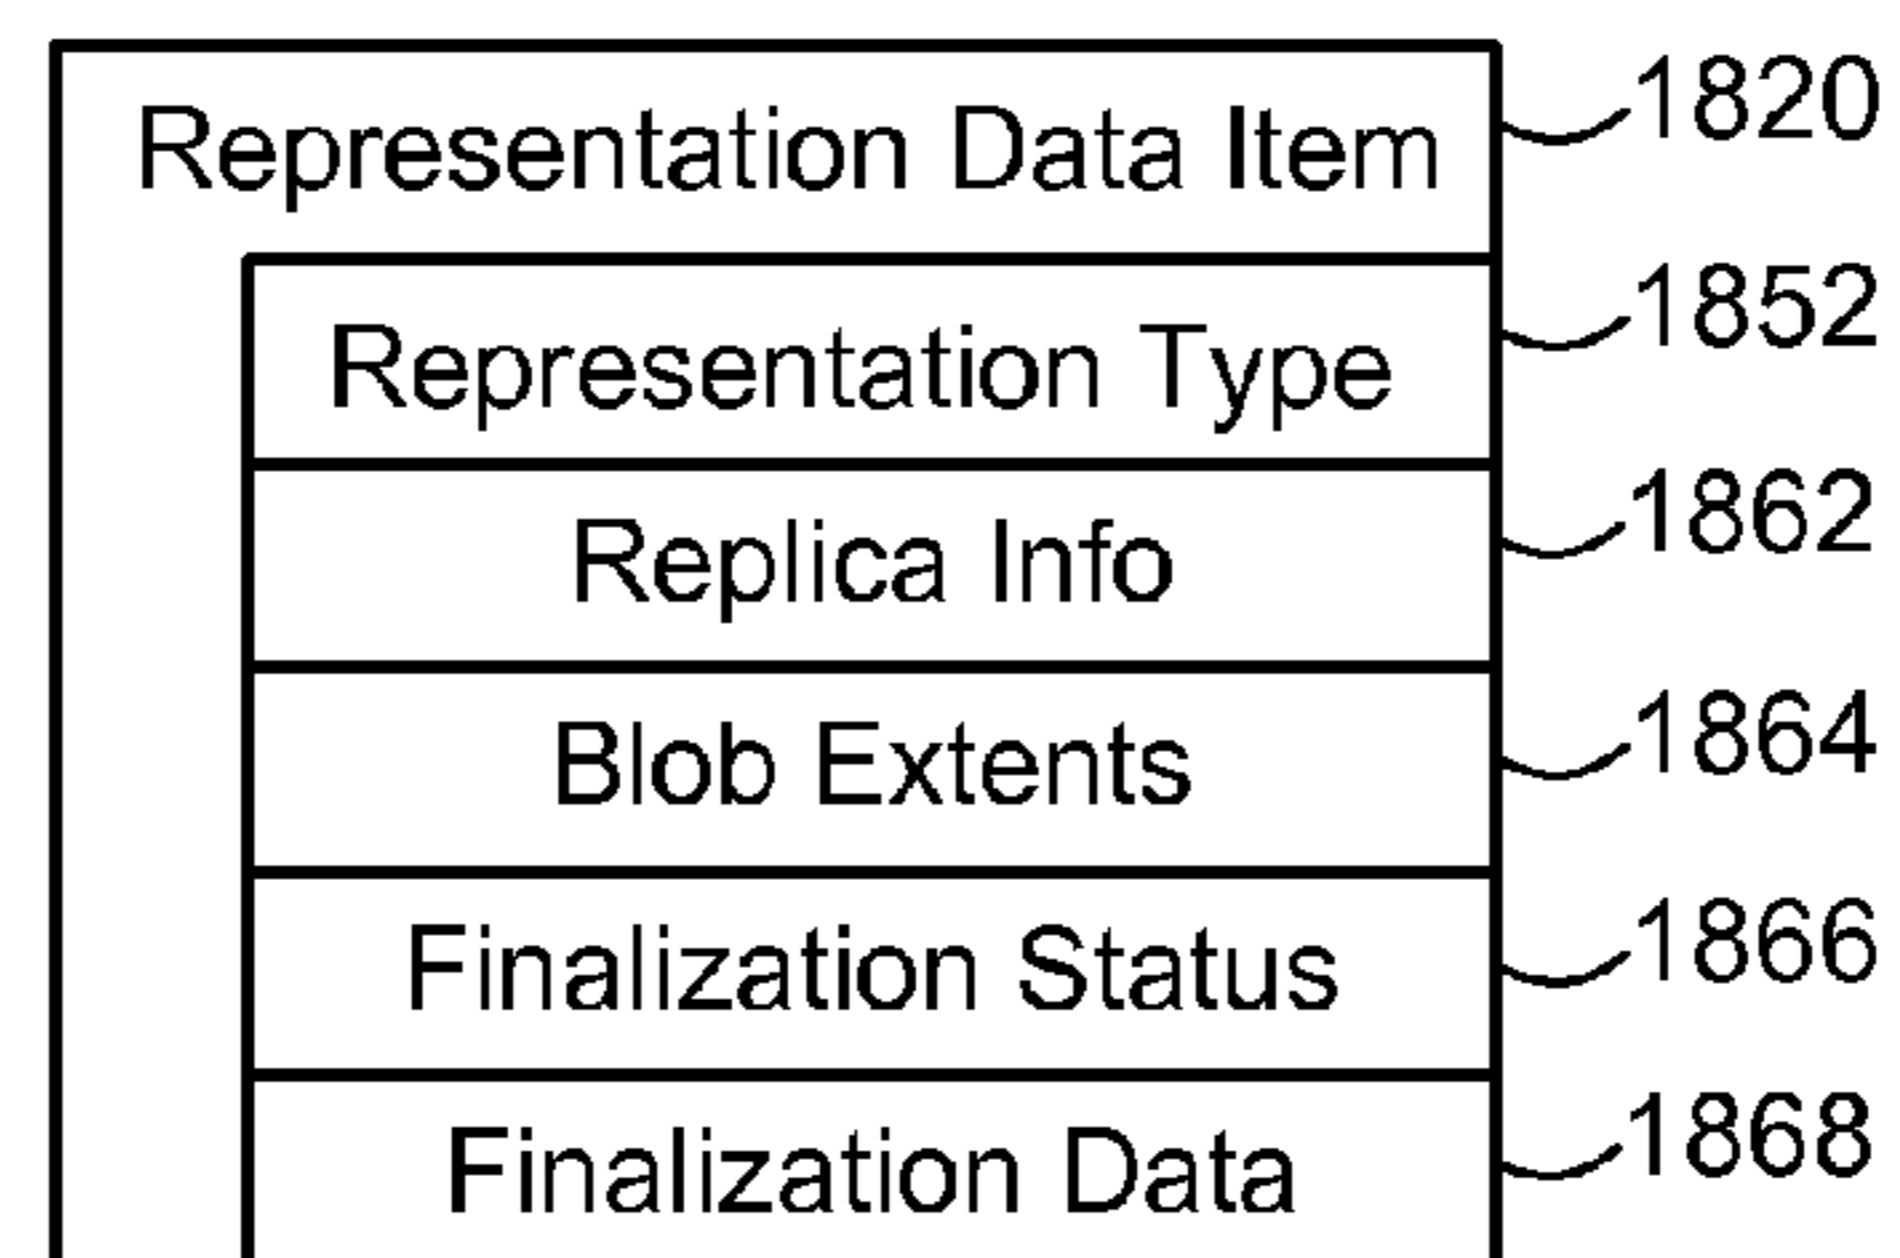 Representation Data Item 1820
Representation Type 1852
Replica Info 1862
Blob Extents 1864
Finalization Status 1866
Finalization Data 1868